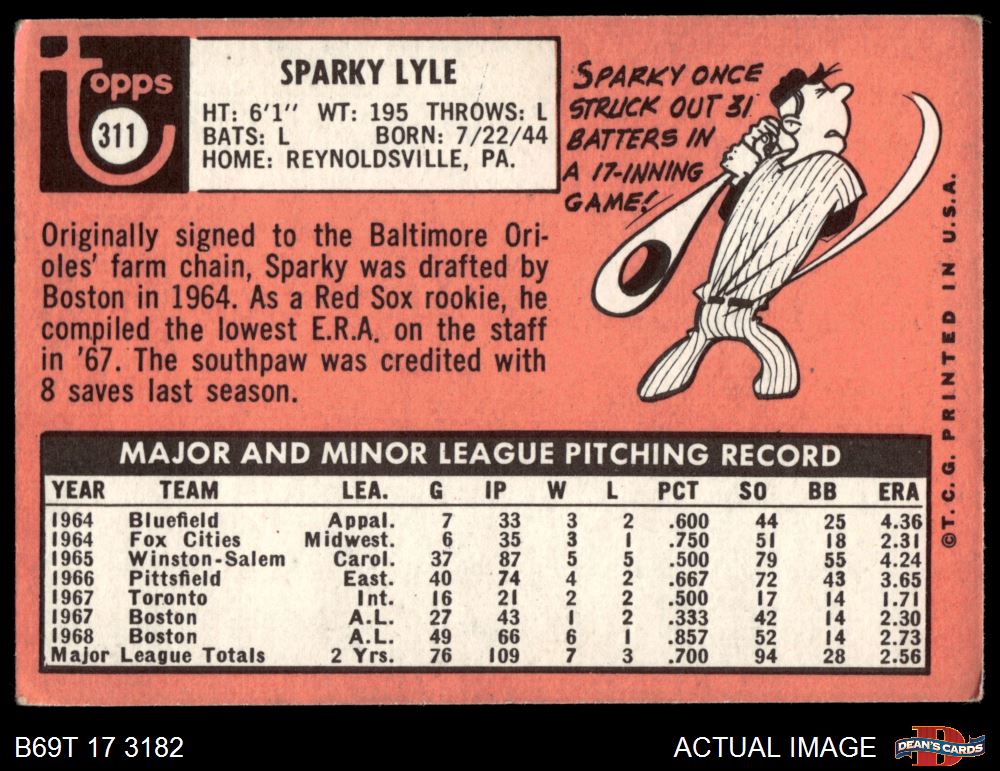 topps
311
SPARKY LYLE
HT: 6'1" WT: 195 THROWS: L
BATS: L BORN: 7/22/44
HOME: REYNOLDSVILLE, PA.
SPARKY ONCE
STRUCK OUT 31
BATTERS IN
A 17-INNING
GAME!
Originally signed to the Baltimore Ori-
oles' farm chain, Sparky was drafted by
Boston in 1964. As a Red Sox rookie, he
compiled the lowest E.R.A. on the staff
in '67. The southpaw was credited with
8 saves last season.
©T.C.G. PRINTED IN U.S.A.
MAJOR AND MINOR LEAGUE PITCHING RECORD
YEAR TEAM LEA. G IP W L PCT SO BB ERA
1964 Bluefield Appal. 7 33 3 2 .600 44 25 4.36
1964 Fox Cities Midwest. 6 35 3 1 .750 51 18 2.31
1965 Winston-Salem Carol. 37 87 5 5 .500 79 55 4.24
1966 Pittsfield East. 40 74 4 2 .667 72 43 3.65
1967 Toronto Int. 16 21 2 2 .500 17 14 1.71
1967 Boston A.L. 27 43 1 2 .333 42 14 2.30
1968 Boston A.L. 49 66 6 1 .857 52 14 2.73
Major League Totals 2 Yrs. 76 109 7 3 .700 94 28 2.56
B69T 17 3182
ACTUAL IMAGE
D
DEAN'S CARDS